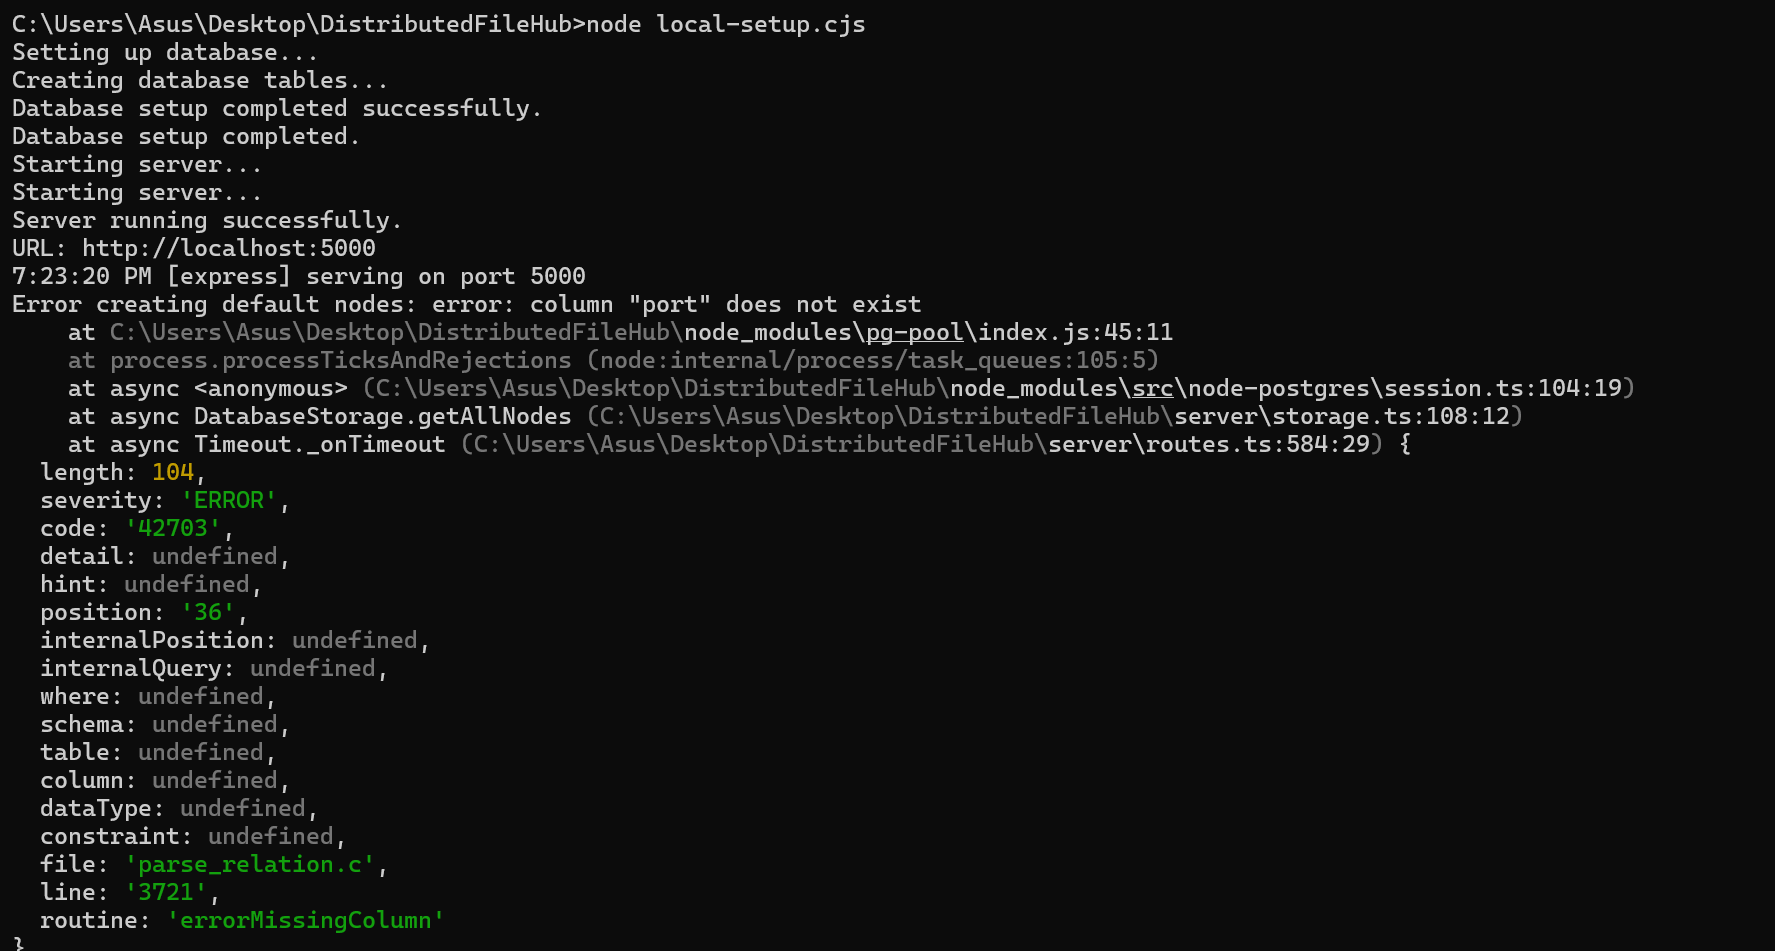 C:\Users\Asus\Desktop\DistributedFileHub>node local-setup.cjs
Setting up database...
Creating database tables...
Database setup completed successfully.
Database setup completed.
Starting server...
Starting server...
Server running successfully.
URL: http://localhost:5000
7:23:20 PM [express] serving on port 5000
Error creating default nodes: error: column "port" does not exist
    at C:\Users\Asus\Desktop\DistributedFileHub\node_modules\pg-pool\index.js:45:11
    at process.processTicksAndRejections (node:internal/process/task_queues:105:5)
    at async <anonymous> (C:\Users\Asus\Desktop\DistributedFileHub\node_modules\src\node-postgres\session.ts:104:19)
    at async DatabaseStorage.getAllNodes (C:\Users\Asus\Desktop\DistributedFileHub\server\storage.ts:108:12)
    at async Timeout._onTimeout (C:\Users\Asus\Desktop\DistributedFileHub\server\routes.ts:584:29) {
  length: 104,
  severity: 'ERROR',
  code: '42703',
  detail: undefined,
  hint: undefined,
  position: '36',
  internalPosition: undefined,
  internalQuery: undefined,
  where: undefined,
  schema: undefined,
  table: undefined,
  column: undefined,
  dataType: undefined,
  constraint: undefined,
  file: 'parse_relation.c',
  line: '3721',
  routine: 'errorMissingColumn'
}